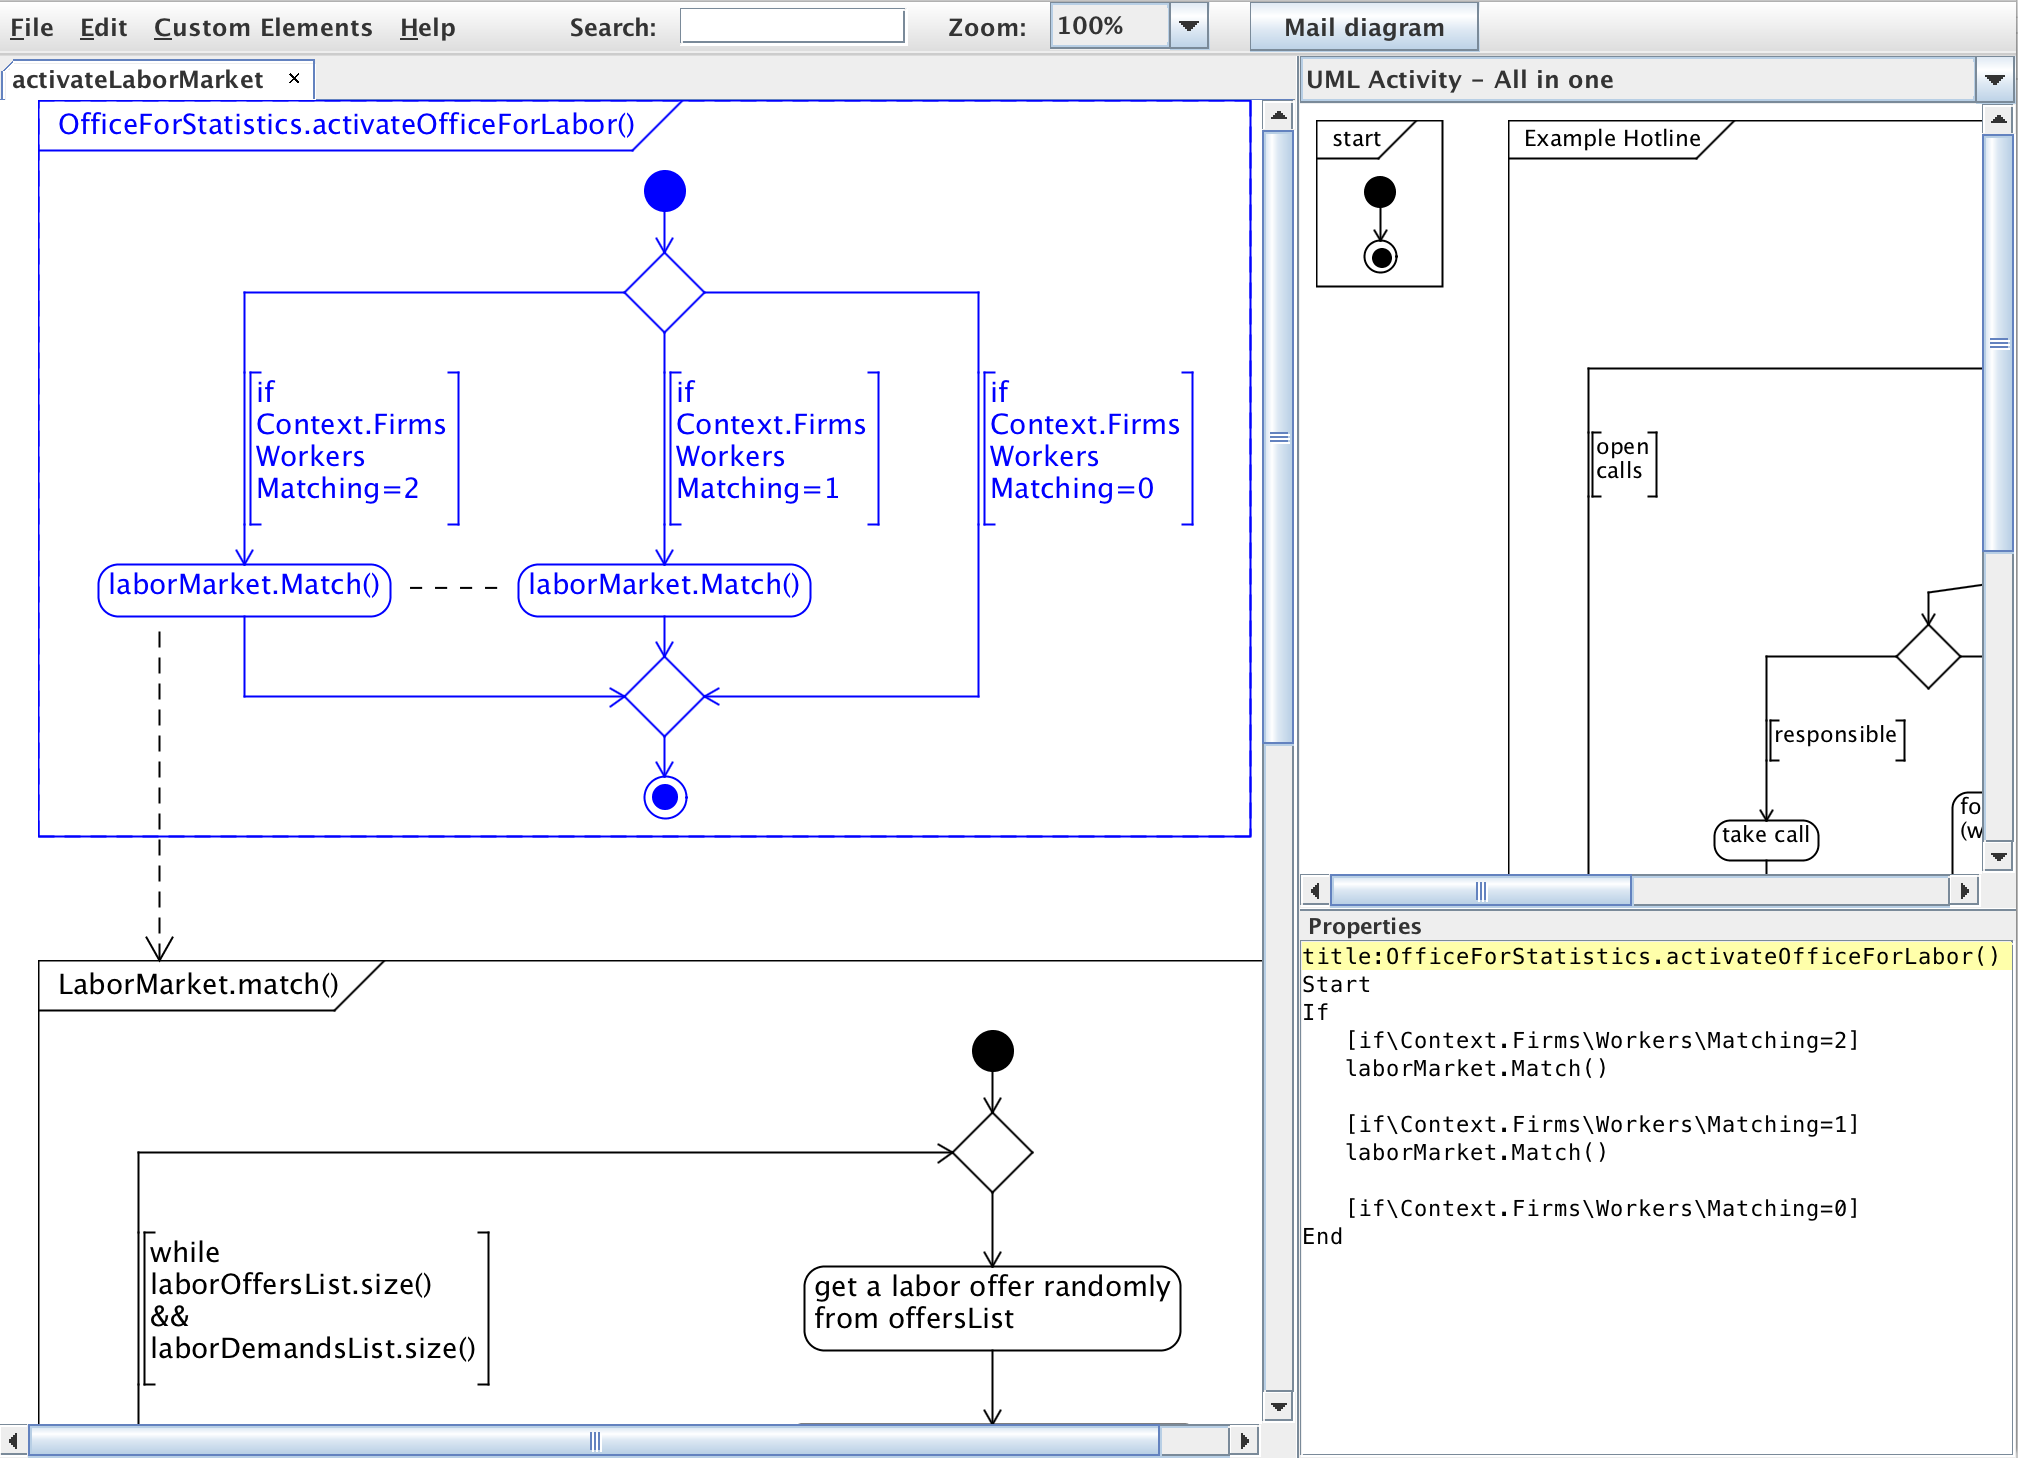 File Edit Custom Elements Help Search: Zoom: 100% Mail diagram
activateLaborMarket ×
OfficeForStatistics.activateOfficeForLabor()
if
Context.Firms
Workers
Matching=2
if
Context.Firms
Workers
Matching=1
if
Context.Firms
Workers
Matching=0
laborMarket.Match()
laborMarket.Match()
LaborMarket.match()
while
laborOffersList.size()
&&
laborDemandsList.size()
get a labor offer randomly
from offersList
UML Activity - All in one
start
Example Hotline
open
calls
responsible
take call
fo
(w
Properties
title:OfficeForStatistics.activateOfficeForLabor()
Start
If
[if\Context.Firms\Workers\Matching=2]
laborMarket.Match()
[if\Context.Firms\Workers\Matching=1]
laborMarket.Match()
[if\Context.Firms\Workers\Matching=0]
End